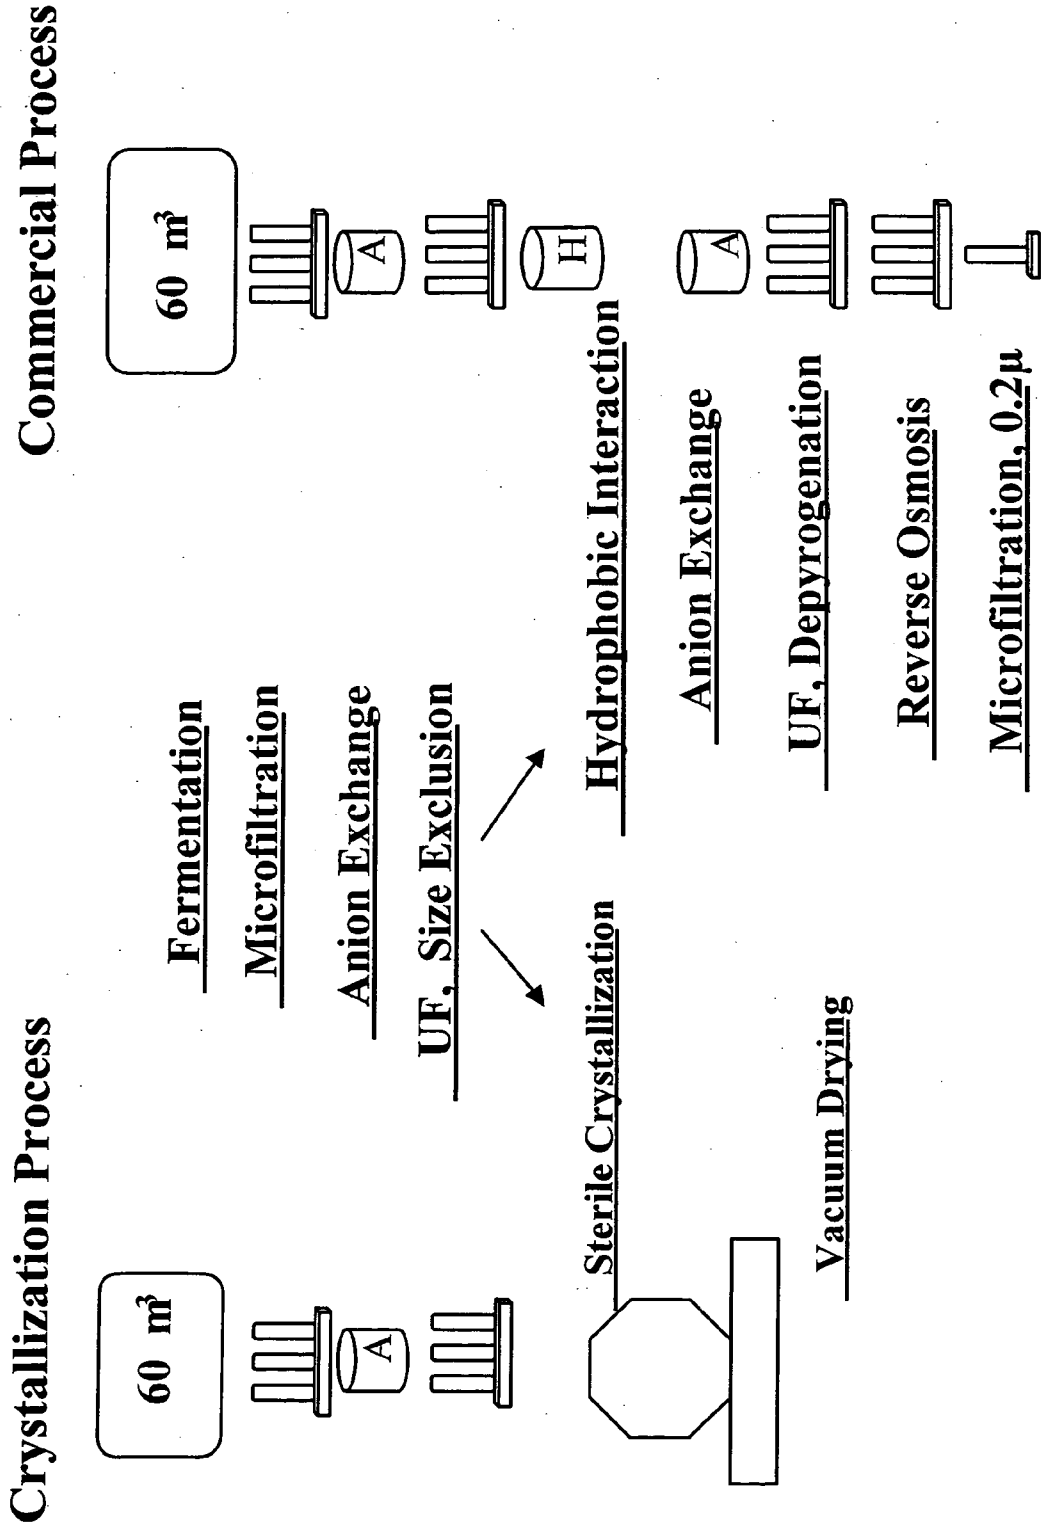 Crystallization Process
Commercial Process
60 m³
60 m³
Fermentation
Microfiltration
A
Anion Exchange
A
UF, Size Exclusion
Sterile Crystallization
Hydrophobic Interaction
H
Anion Exchange
A
Vacuum Drying
UF, Depyrogenation
Reverse Osmosis
Microfiltration, 0.2µ